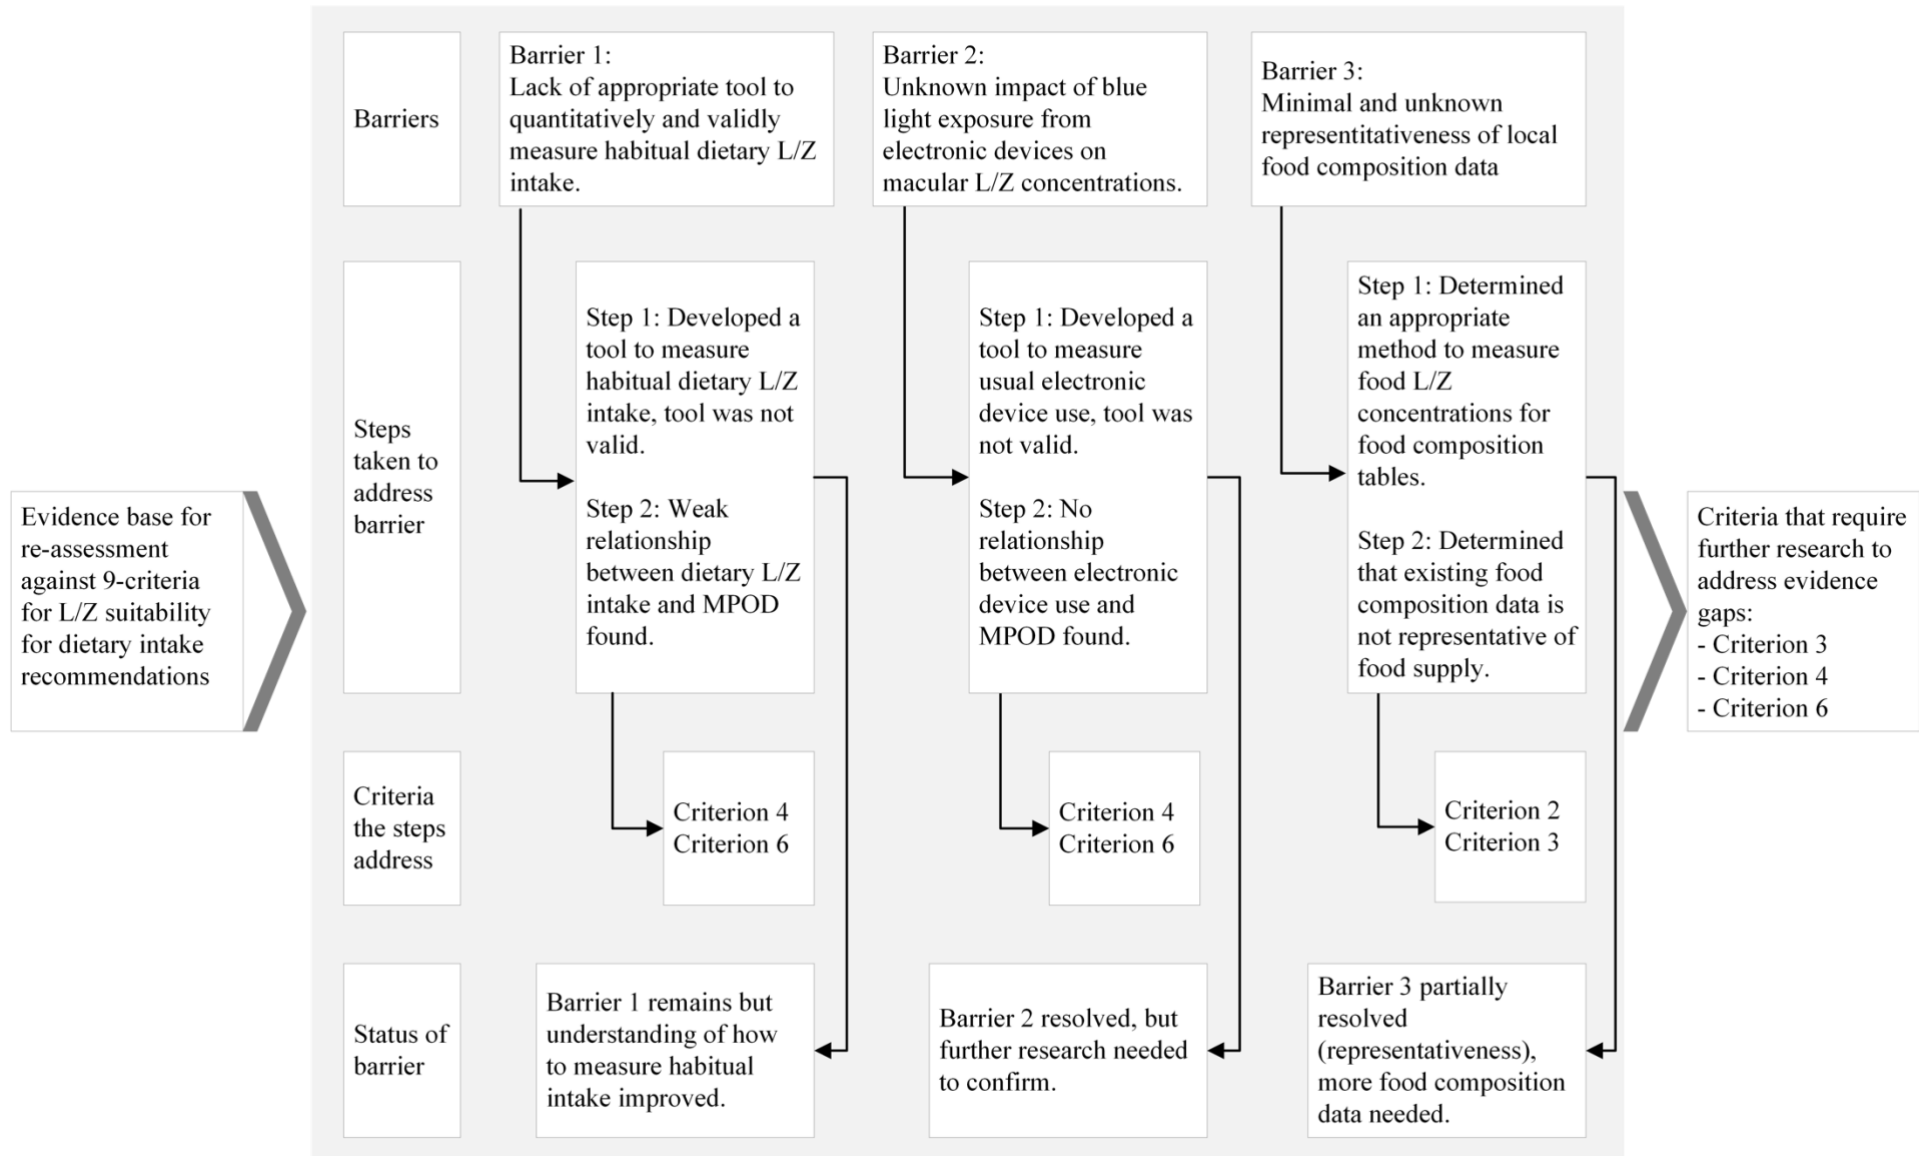 Evidence base for
re-assessment
against 9-criteria
for L/Z suitability
for dietary intake
recommendations
Barriers
Barrier 1:
Lack of appropriate tool to
quantitatively and validly
measure habitual dietary L/Z
intake.
Barrier 2:
Unknown impact of blue
light exposure from
electronic devices on
macular L/Z concentrations.
Barrier 3:
Minimal and unknown
representitativeness of local
food composition data
Steps
taken to
address
barrier
Step 1: Developed a
tool to measure
habitual dietary L/Z
intake, tool was not
valid.
Step 2: Weak
relationship
between dietary L/Z
intake and MPOD
found.
Step 1: Developed a
tool to measure
usual electronic
device use, tool was
not valid.
Step 2: No
relationship
between electronic
device use and
MPOD found.
Step 1: Determined
an appropriate
method to measure
food L/Z
concentrations for
food composition
tables.
Step 2: Determined
that existing food
composition data is
not representative of
food supply.
Criteria
the steps
address
Criterion 4
Criterion 6
Criterion 4
Criterion 6
Criterion 2
Criterion 3
Status of
barrier
Barrier 1 remains but
understanding of how
to measure habitual
intake improved.
Barrier 2 resolved, but
further research needed
to confirm.
Barrier 3 partially
resolved
(representativeness),
more food composition
data needed.
Criteria that require
further research to
address evidence
gaps:
- Criterion 3
- Criterion 4
- Criterion 6